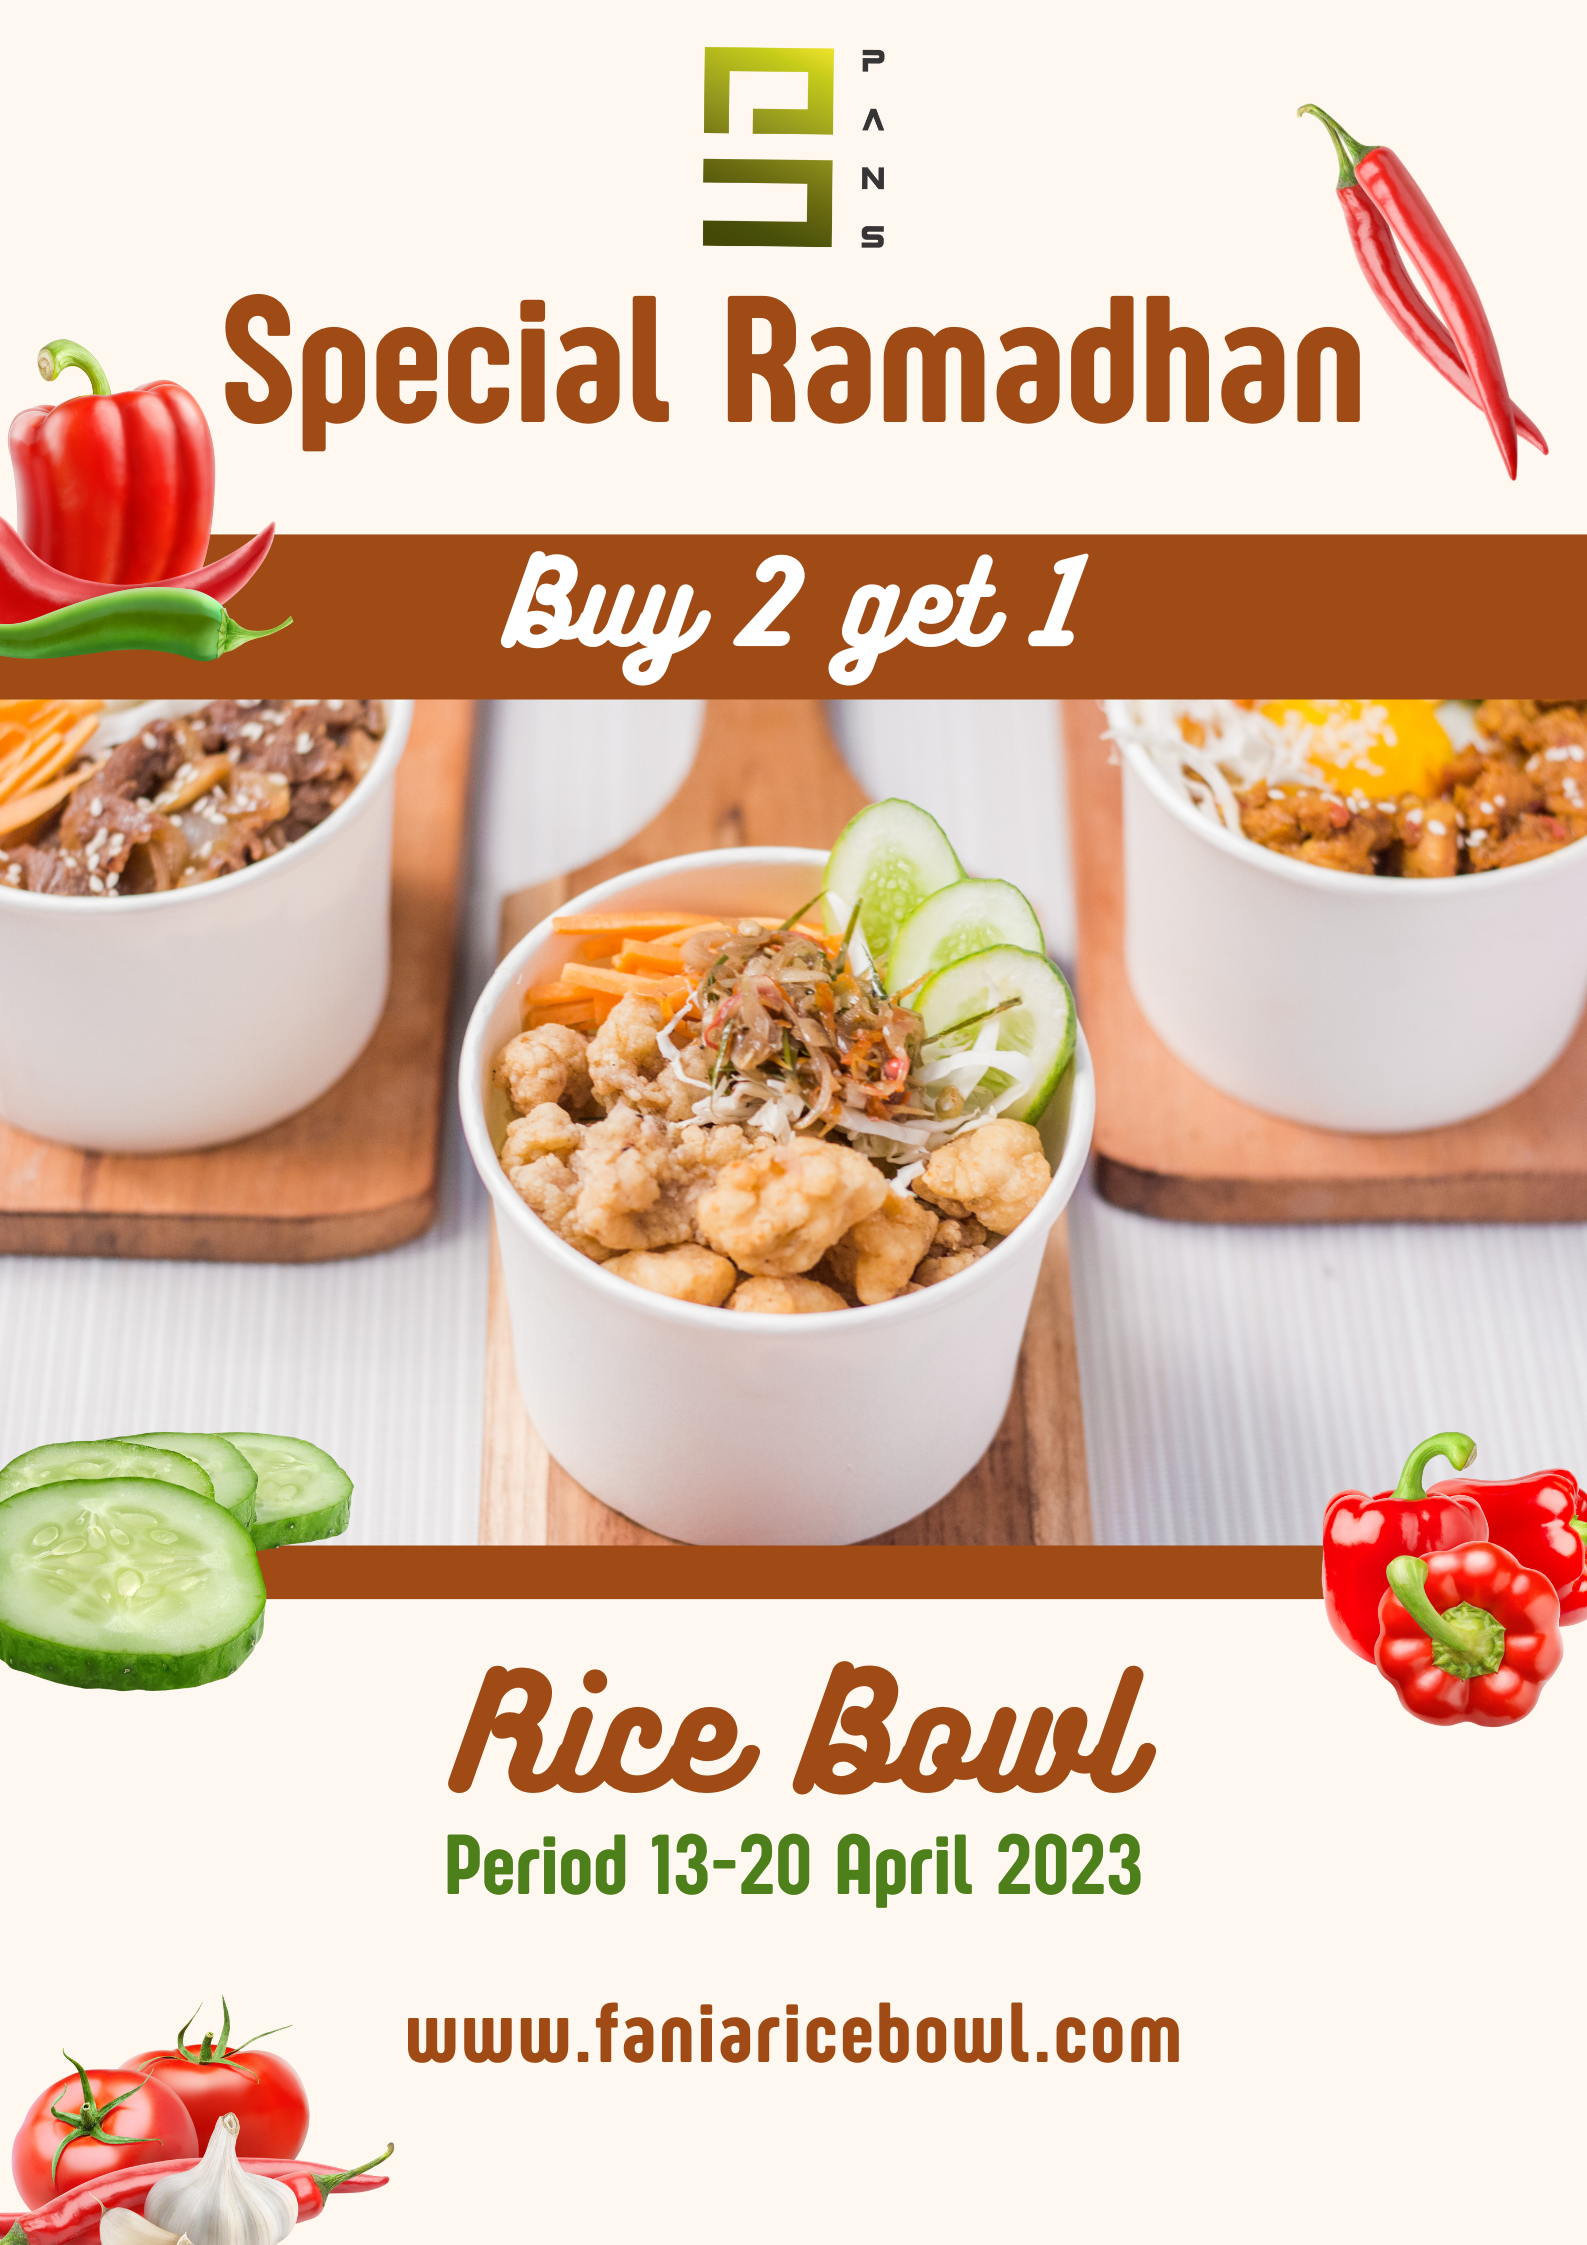 P
A
N
S
Special Ramadhan
Buy 2 get 1
Rice Bowl
Period 13-20 April 2023
www.faniaricebowl.com